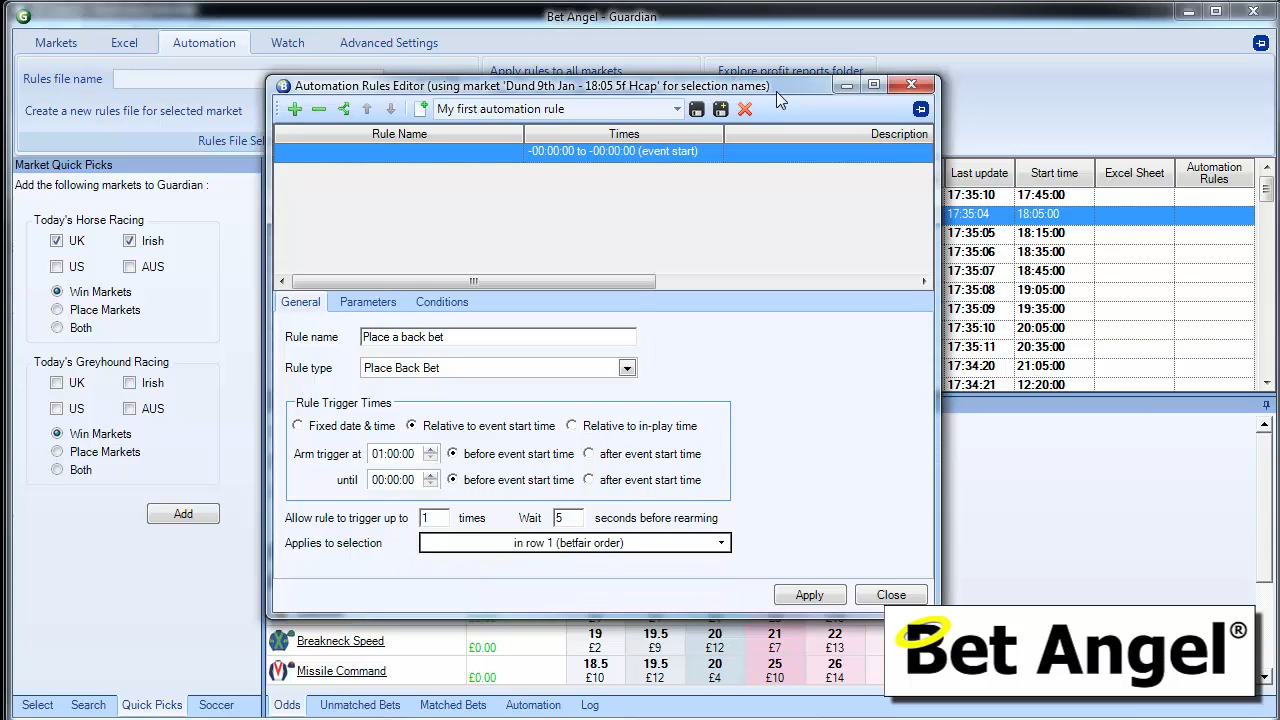 Bet Angel - Guardian
Markets Excel Automation Watch Advanced Settings
Rules file name
Apply rules to all markets
Explore profit reports folder
Create a new rules file for selected market
Automation Rules Editor (using market 'Dund 9th Jan - 18:05 5f Hcap' for selection names)
My first automation rule
Rule Name Times Description
-00:00:00 to -00:00:00 (event start)
Market Quick Picks
Add the following markets to Guardian :
Today's Horse Racing
UK Irish
US AUS
Win Markets
Place Markets
Both
Today's Greyhound Racing
UK Irish
US AUS
Win Markets
Place Markets
Both
Add
General Parameters Conditions
Rule name Place a back bet
Rule type Place Back Bet
Rule Trigger Times
Fixed date & time Relative to event start time Relative to in-play time
Arm trigger at 01:00:00 before event start time after event start time
until 00:00:00 before event start time after event start time
Allow rule to trigger up to 1 times Wait 5 seconds before rearming
Applies to selection in row 1 (betfair order)
Apply Close
Last update Start time Excel Sheet Automation Rules
17:35:10 17:45:00
17:35:04 18:05:00
17:35:05 18:15:00
17:35:06 18:35:00
17:35:07 18:45:00
17:35:08 19:05:00
17:35:09 19:35:00
17:35:10 20:05:00
17:35:11 20:35:00
17:34:20 21:05:00
17:34:21 12:20:00
Breakneck Speed £0.00 19 19.5 20 21 22
£2 £9 £12 £7 £13
Missile Command £0.00 18.5 19.5 20 25 26
£10 £12 £4 £10 £14
Select Search Quick Picks Soccer
Odds Unmatched Bets Matched Bets Automation Log
Bet Angel®